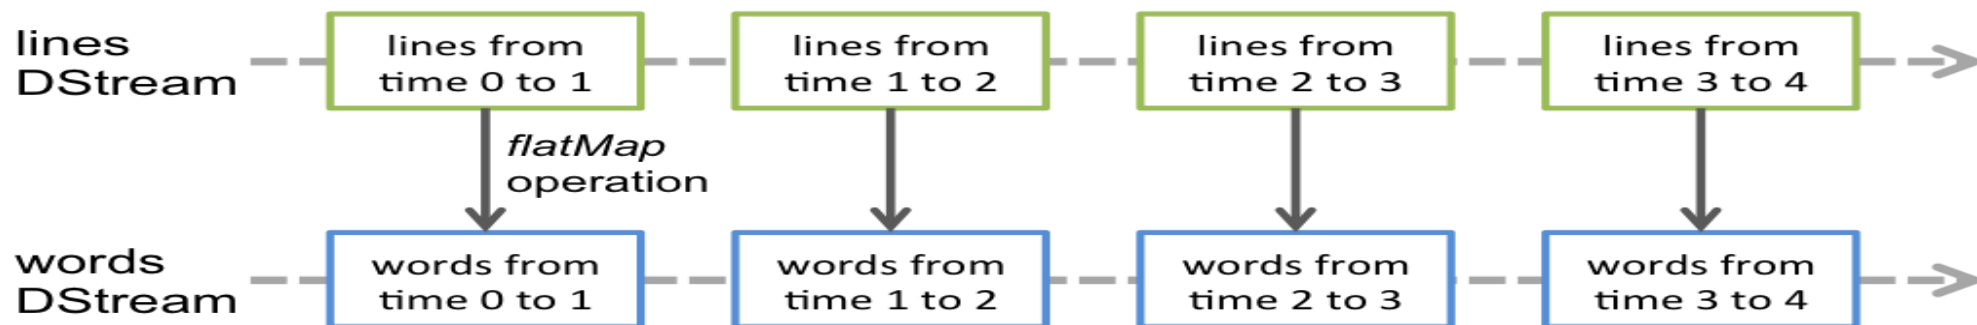 lines
DStream
lines from
time 0 to 1
lines from
time 1 to 2
lines from
time 2 to 3
lines from
time 3 to 4
flatMap
operation
words
DStream
words from
time 0 to 1
words from
time 1 to 2
words from
time 2 to 3
words from
time 3 to 4